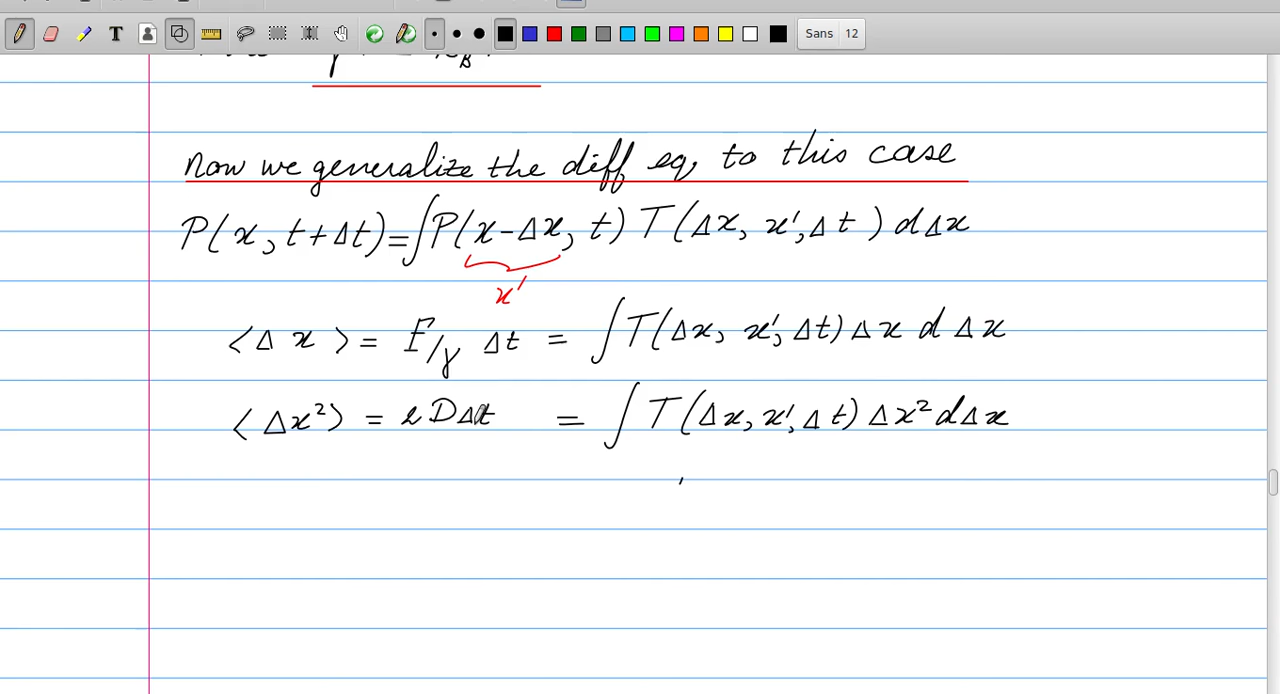 Sans 12
Now we generalize the diff eq. to this case
P(x, t+Δt)=∫P(x-Δx, t) T(Δx, x', Δt) dΔx
x'
⟨Δx⟩ = F/γ Δt = ∫T(Δx, x', Δt) Δx dΔx
⟨Δx²⟩ = 2DΔt = ∫T(Δx, x', Δt) Δx² dΔx